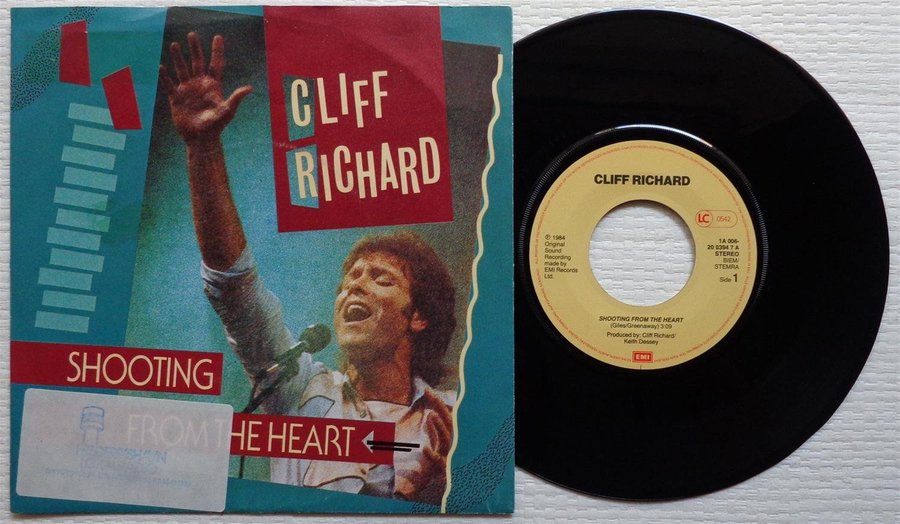 CLIFF
RICHARD
SHOOTING
FROM THE HEART
CLIFF RICHARD
LC 0542
℗ 1984
Original
Sound
Recording
made by
EMI Records
Ltd.
1A 006-
20 0394 7 A
STEREO
BIEM/
STEMRA
Side 1
SHOOTING FROM THE HEART
(Giles/Greenaway) 3:09
Produced by: Cliff Richard/
Keith Dessey
EMI